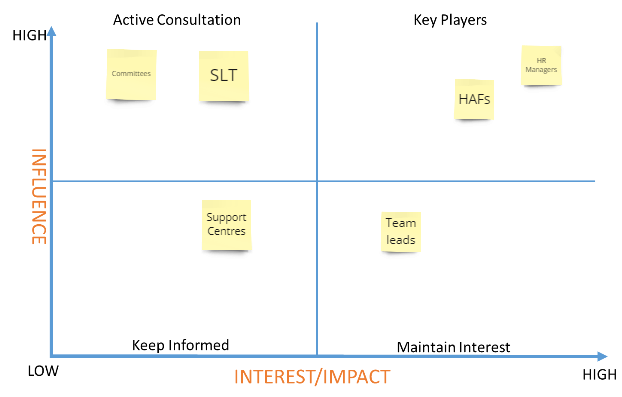 Active Consultation
Key Players
HIGH
Committees
SLT
HR
Managers
HAFs
INFLUENCE
Support
Centres
Team
leads
Keep Informed
Maintain Interest
LOW
INTEREST/IMPACT
HIGH